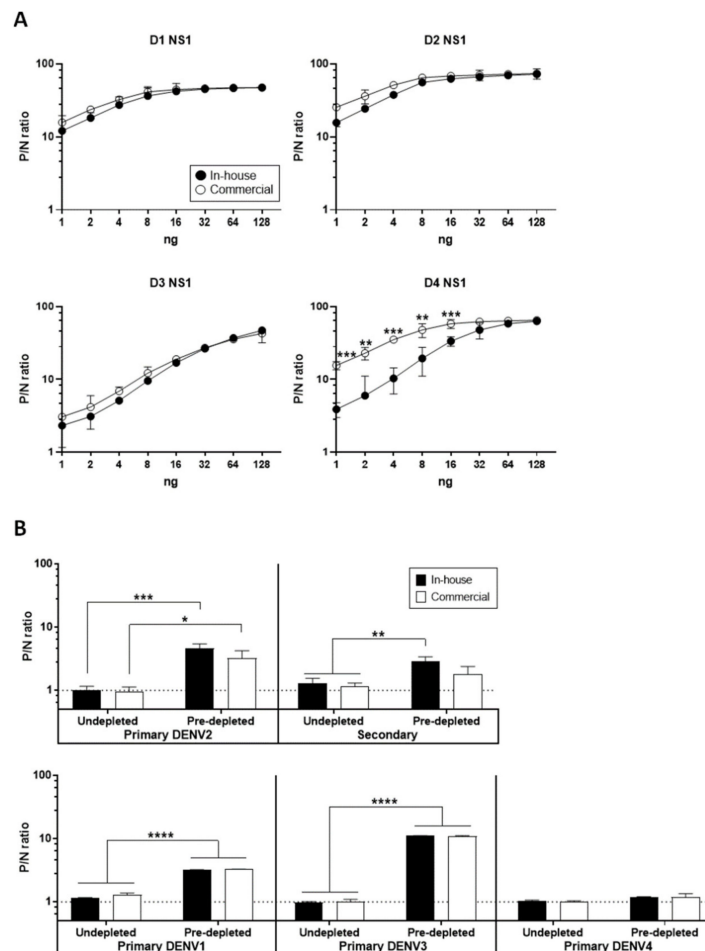 A
D1 NS1
P/N ratio
100
10
1
1 2 4 8 16 32 64 128
ng
In-house
Commercial
D2 NS1
P/N ratio
100
10
1
1 2 4 8 16 32 64 128
ng
D3 NS1
P/N ratio
100
10
1
1 2 4 8 16 32 64 128
ng
D4 NS1
P/N ratio
100
10
1
*** ** *** ** ***
1 2 4 8 16 32 64 128
ng
B
P/N ratio
100
10
1
In-house
Commercial
***
*
**
Undepleted Pre-depleted Undepleted Pre-depleted
Primary DENV2 Secondary
P/N ratio
100
10
1
****
****
Undepleted Pre-depleted Undepleted Pre-depleted Undepleted Pre-depleted
Primary DENV1 Primary DENV3 Primary DENV4